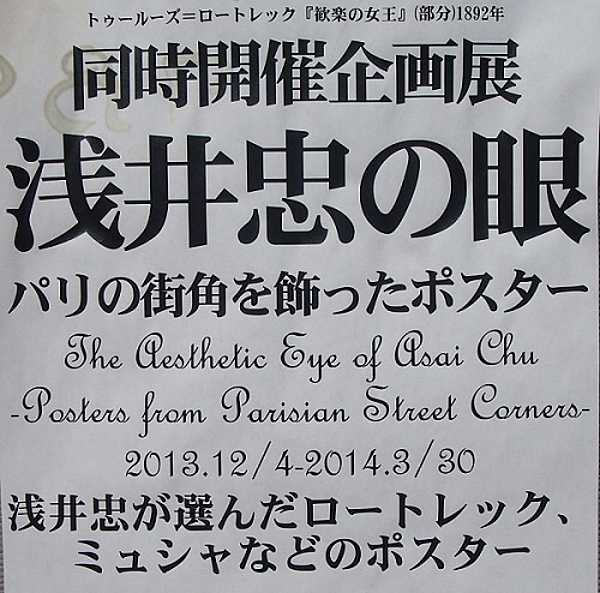 トゥールーズ=ロートレック『歓楽の女王』(部分)1892年
同時開催企画展
浅井忠の眼
パリの街角を飾ったポスター
The Aesthetic Eye of Asai Chu
-Posters from Parisian Street Corners-
2013.12/4-2014.3/30
浅井忠が選んだロートレック、
ミュシャなどのポスター